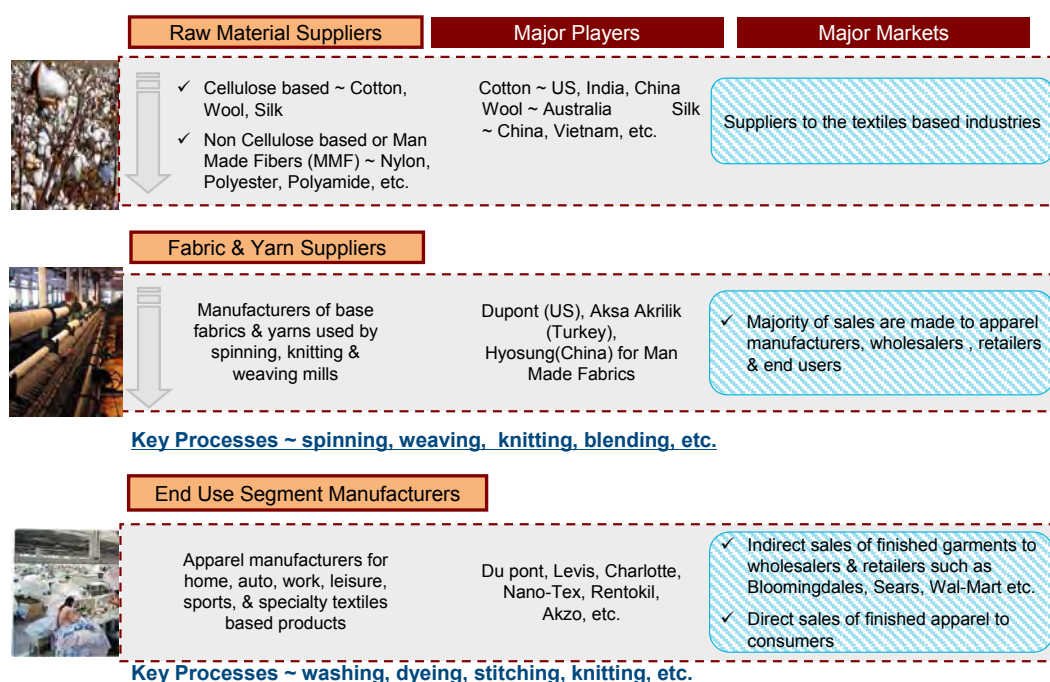 Raw Material Suppliers
Major Players
Major Markets
✓ Cellulose based ~ Cotton,
Wool, Silk
✓ Non Cellulose based or Man
Made Fibers (MMF) ~ Nylon,
Polyester, Polyamide, etc.
Cotton ~ US, India, China
Wool ~ Australia Silk
~ China, Vietnam, etc.
Suppliers to the textiles based industries
Fabric & Yarn Suppliers
Manufacturers of base
fabrics & yarns used by
spinning, knitting &
weaving mills
Dupont (US), Aksa Akrilik
(Turkey),
Hyosung(China) for Man
Made Fabrics
✓ Majority of sales are made to apparel
manufacturers, wholesalers , retailers
& end users
Key Processes ~ spinning, weaving, knitting, blending, etc.
End Use Segment Manufacturers
Apparel manufacturers for
home, auto, work, leisure,
sports, & specialty textiles
based products
Du pont, Levis, Charlotte,
Nano-Tex, Rentokil,
Akzo, etc.
✓ Indirect sales of finished garments to
wholesalers & retailers such as
Bloomingdales, Sears, Wal-Mart etc.
✓ Direct sales of finished apparel to
consumers
Key Processes ~ washing, dyeing, stitching, knitting, etc.